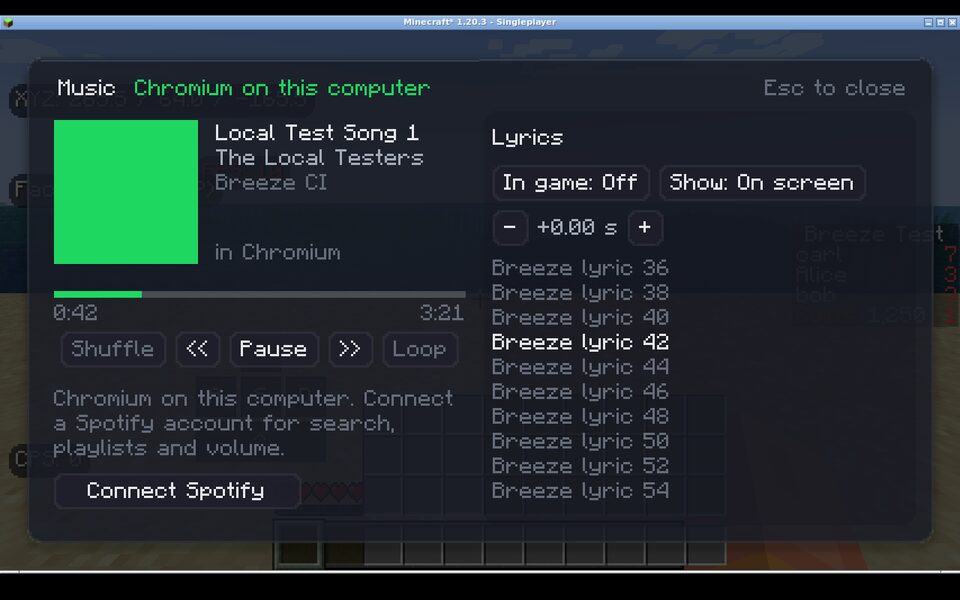 Minecraft* 1.20.3 - Singleplayer
Music Chromium on this computer
Esc to close
Local Test Song 1
The Local Testers
Breeze CI
in Chromium
0:42
3:21
Shuffle
<<
Pause
>>
Loop
Chromium on this computer. Connect
a Spotify account for search,
playlists and volume.
Connect Spotify
Lyrics
In game: Off
Show: On screen
- +0.00 s +
Breeze lyric 36
Breeze lyric 38
Breeze lyric 40
Breeze lyric 42
Breeze lyric 44
Breeze lyric 46
Breeze lyric 48
Breeze lyric 50
Breeze lyric 52
Breeze lyric 54
Breeze Test
carl 7
Alice 3
bob
1,250